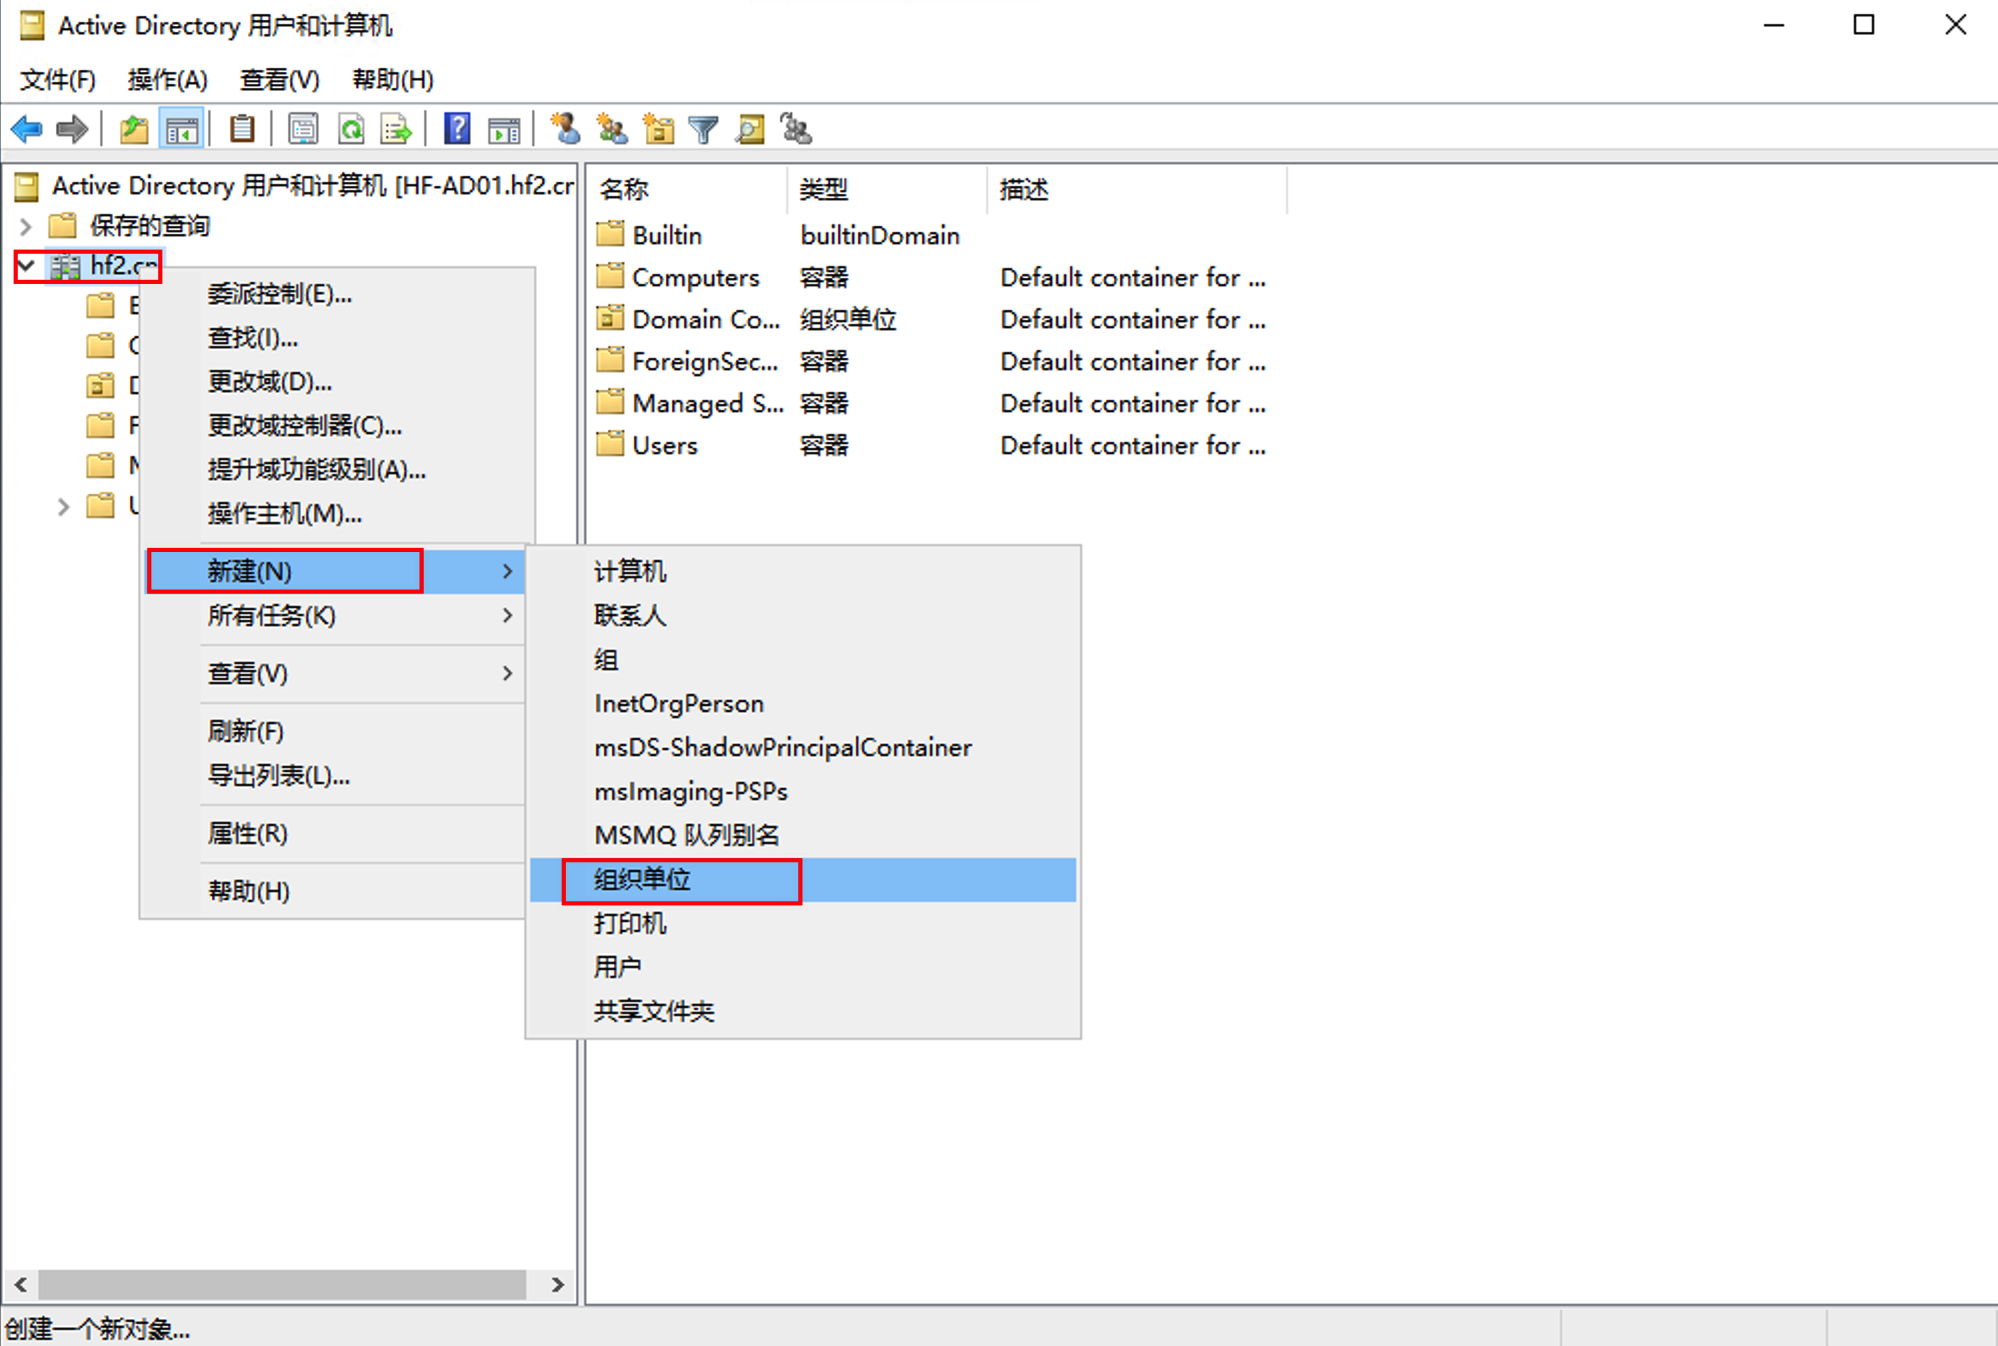 Active Directory 用户和计算机
文件(F) 操作(A) 查看(V) 帮助(H)
Active Directory 用户和计算机 [HF-AD01.hf2.cn
保存的查询
hf2.cn
委派控制(E)...
查找(I)...
更改域(D)...
更改域控制器(C)...
提升域功能级别(A)...
操作主机(M)...
新建(N)
所有任务(K)
查看(V)
刷新(F)
导出列表(L)...
属性(R)
帮助(H)
计算机
联系人
组
InetOrgPerson
msDS-ShadowPrincipalContainer
msImaging-PSPs
MSMQ 队列别名
组织单位
打印机
用户
共享文件夹
名称 类型 描述
Builtin builtinDomain
Computers 容器 Default container for ...
Domain Co... 组织单位 Default container for ...
ForeignSec... 容器 Default container for ...
Managed S... 容器 Default container for ...
Users 容器 Default container for ...
创建一个新对象...